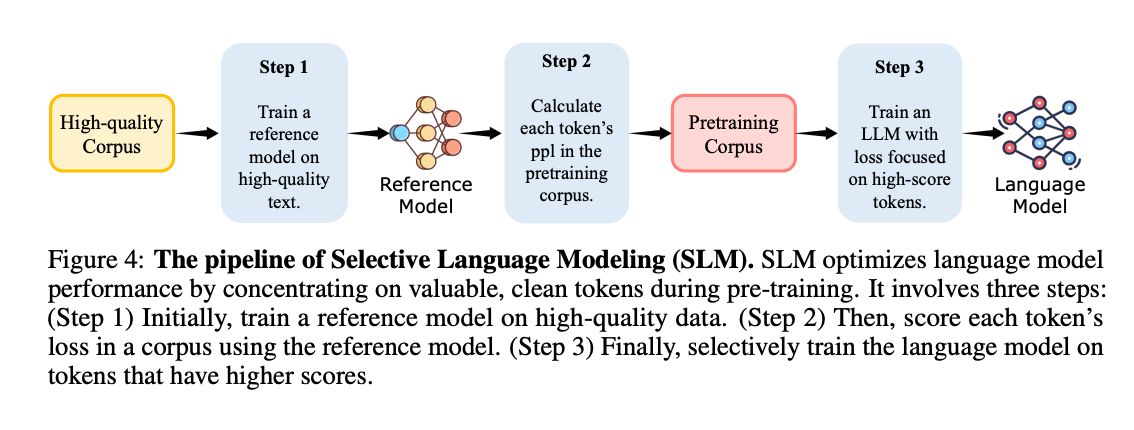 High-quality
Corpus
Step 1
Train a
reference
model on
high-quality
text.
Reference
Model
Step 2
Calculate
each token's
ppl in the
pretraining
corpus.
Pretraining
Corpus
Step 3
Train an
LLM with
loss focused
on high-score
tokens.
Language
Model
Figure 4: The pipeline of Selective Language Modeling (SLM). SLM optimizes language model
performance by concentrating on valuable, clean tokens during pre-training. It involves three steps:
(Step 1) Initially, train a reference model on high-quality data. (Step 2) Then, score each token's
loss in a corpus using the reference model. (Step 3) Finally, selectively train the language model on
tokens that have higher scores.